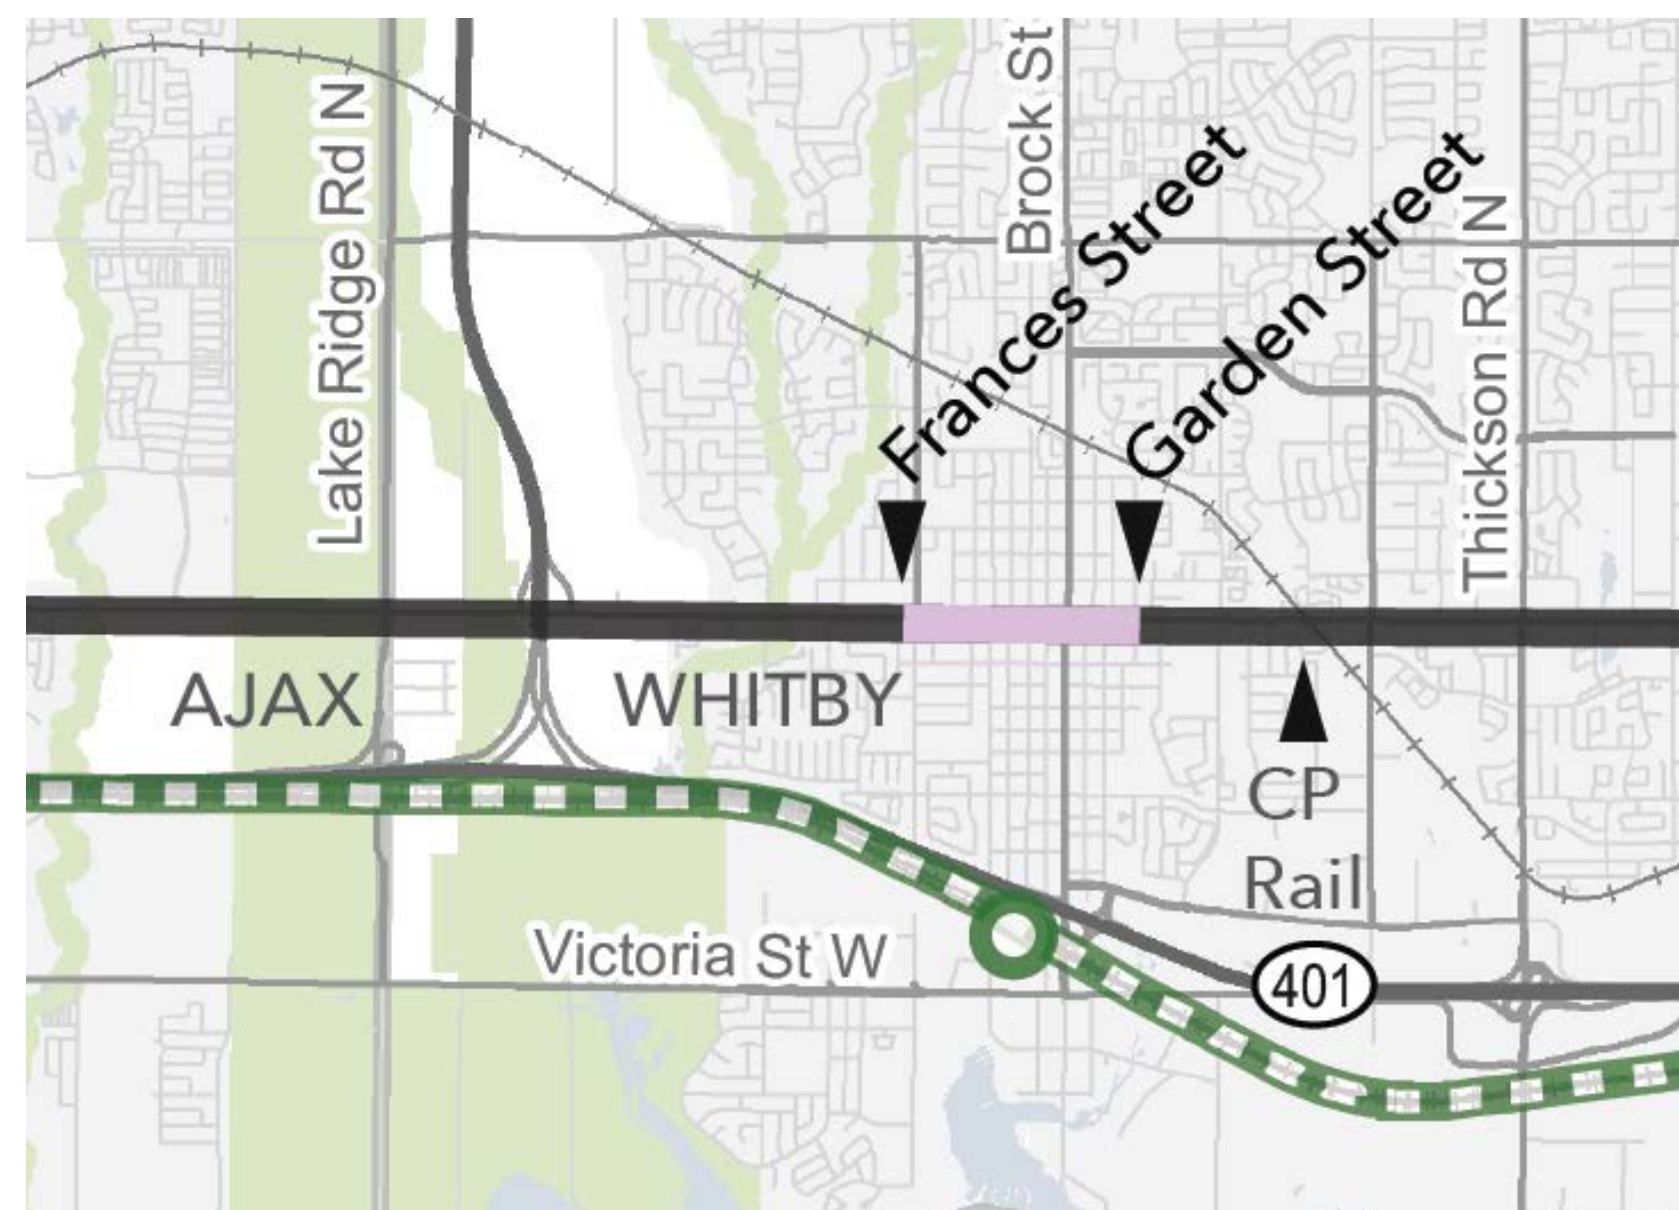 Lake Ridge Rd N
Brock St
Frances Street
Garden Street
Thickson Rd N
AJAX
WHITBY
CP
Rail
Victoria St W
401